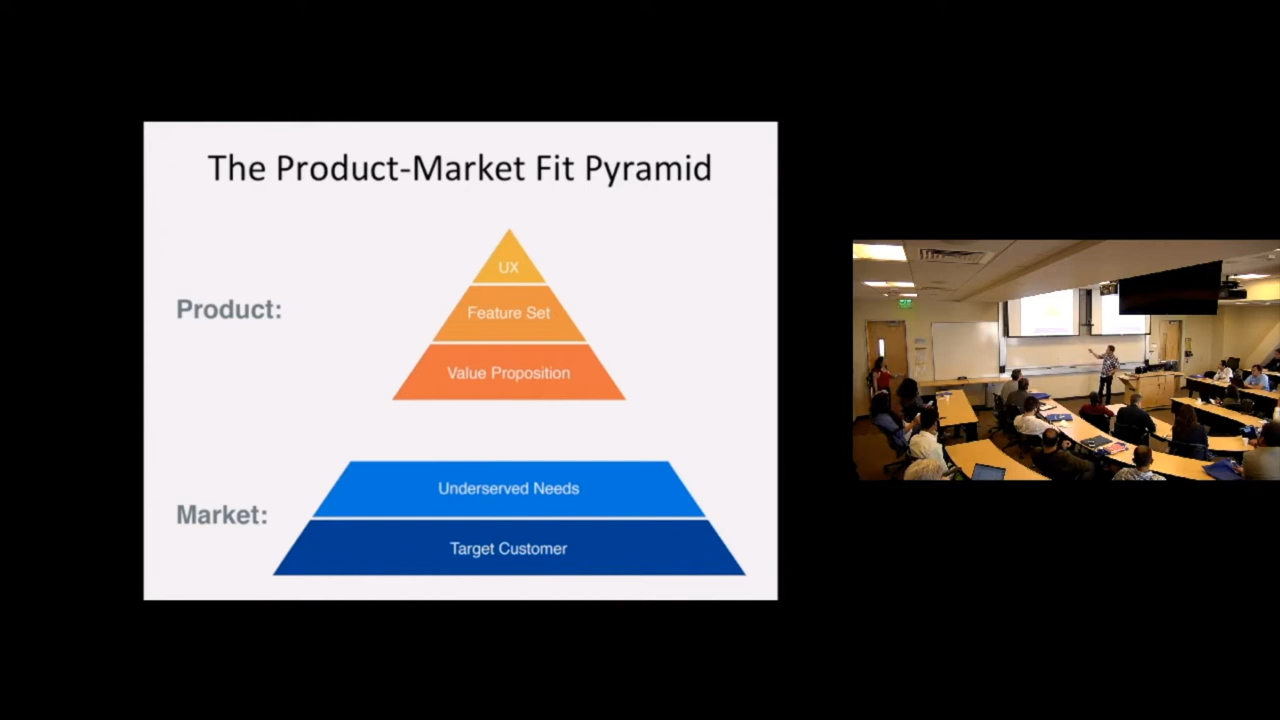 The Product-Market Fit Pyramid
UX
Product:
Feature Set
Value Proposition
Underserved Needs
Market:
Target Customer